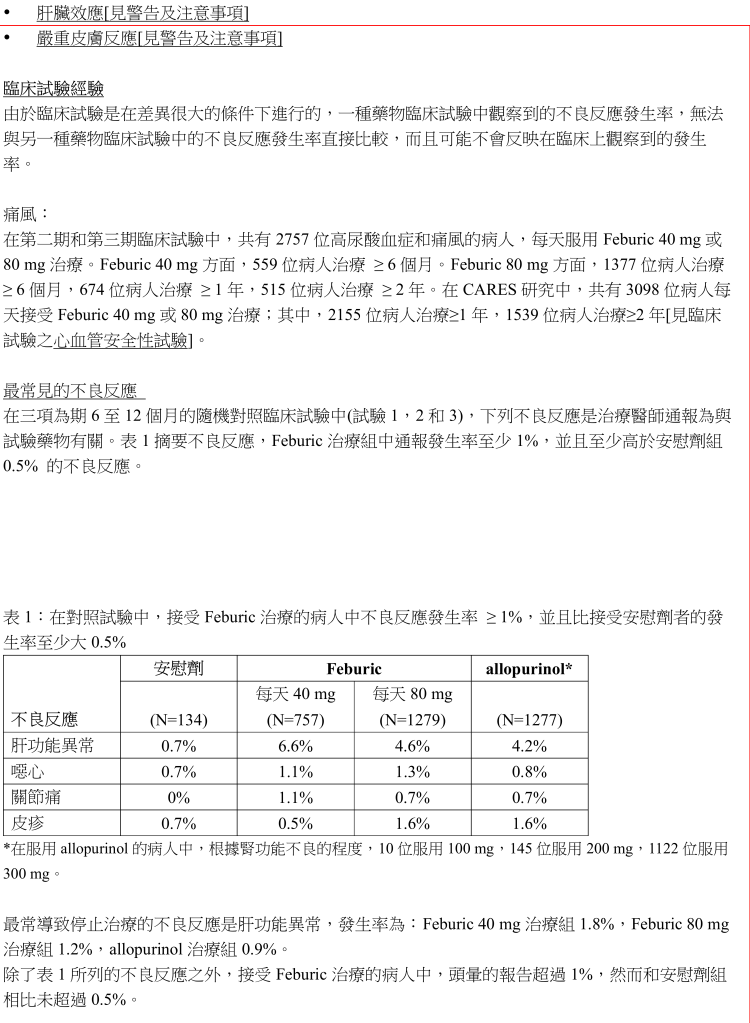 • 肝臟效應[見警告及注意事項]
• 嚴重皮膚反應[見警告及注意事項]
臨床試驗經驗
由於臨床試驗是在差異很大的條件下進行的，一種藥物臨床試驗中觀察到的不良反應發生率，無法
與另一種藥物臨床試驗中的不良反應發生率直接比較，而且可能不會反映在臨床上觀察到的發生
率。
痛風：
在第二期和第三期臨床試驗中，共有 2757 位高尿酸血症和痛風的病人，每天服用 Feburic 40 mg 或
80 mg 治療。Feburic 40 mg 方面，559 位病人治療 ≥ 6 個月。Feburic 80 mg 方面，1377 位病人治療
≥ 6 個月，674 位病人治療 ≥ 1 年，515 位病人治療 ≥ 2 年。在 CARES 研究中，共有 3098 位病人每
天接受 Feburic 40 mg 或 80 mg 治療；其中，2155 位病人治療≥1 年，1539 位病人治療≥2 年[見臨床
試驗之心血管安全性試驗]。
最常見的不良反應
在三項為期 6 至 12 個月的隨機對照臨床試驗中(試驗 1，2 和 3)，下列不良反應是治療醫師通報為與
試驗藥物有關。表 1 摘要不良反應，Feburic 治療組中通報發生率至少 1%，並且至少高於安慰劑組
0.5% 的不良反應。
表 1：在對照試驗中，接受 Feburic 治療的病人中不良反應發生率 ≥ 1%，並且比接受安慰劑者的發
生率至少大 0.5%
安慰劑 Feburic allopurinol*
每天 40 mg 每天 80 mg
不良反應 (N=134) (N=757) (N=1279) (N=1277)
肝功能異常 0.7% 6.6% 4.6% 4.2%
噁心 0.7% 1.1% 1.3% 0.8%
關節痛 0% 1.1% 0.7% 0.7%
皮疹 0.7% 0.5% 1.6% 1.6%
*在服用 allopurinol 的病人中，根據腎功能不良的程度，10 位服用 100 mg，145 位服用 200 mg，1122 位服用
300 mg。
最常導致停止治療的不良反應是肝功能異常，發生率為：Feburic 40 mg 治療組 1.8%，Feburic 80 mg
治療組 1.2%，allopurinol 治療組 0.9%。
除了表 1 所列的不良反應之外，接受 Feburic 治療的病人中，頭暈的報告超過 1%，然而和安慰劑組
相比未超過 0.5%。